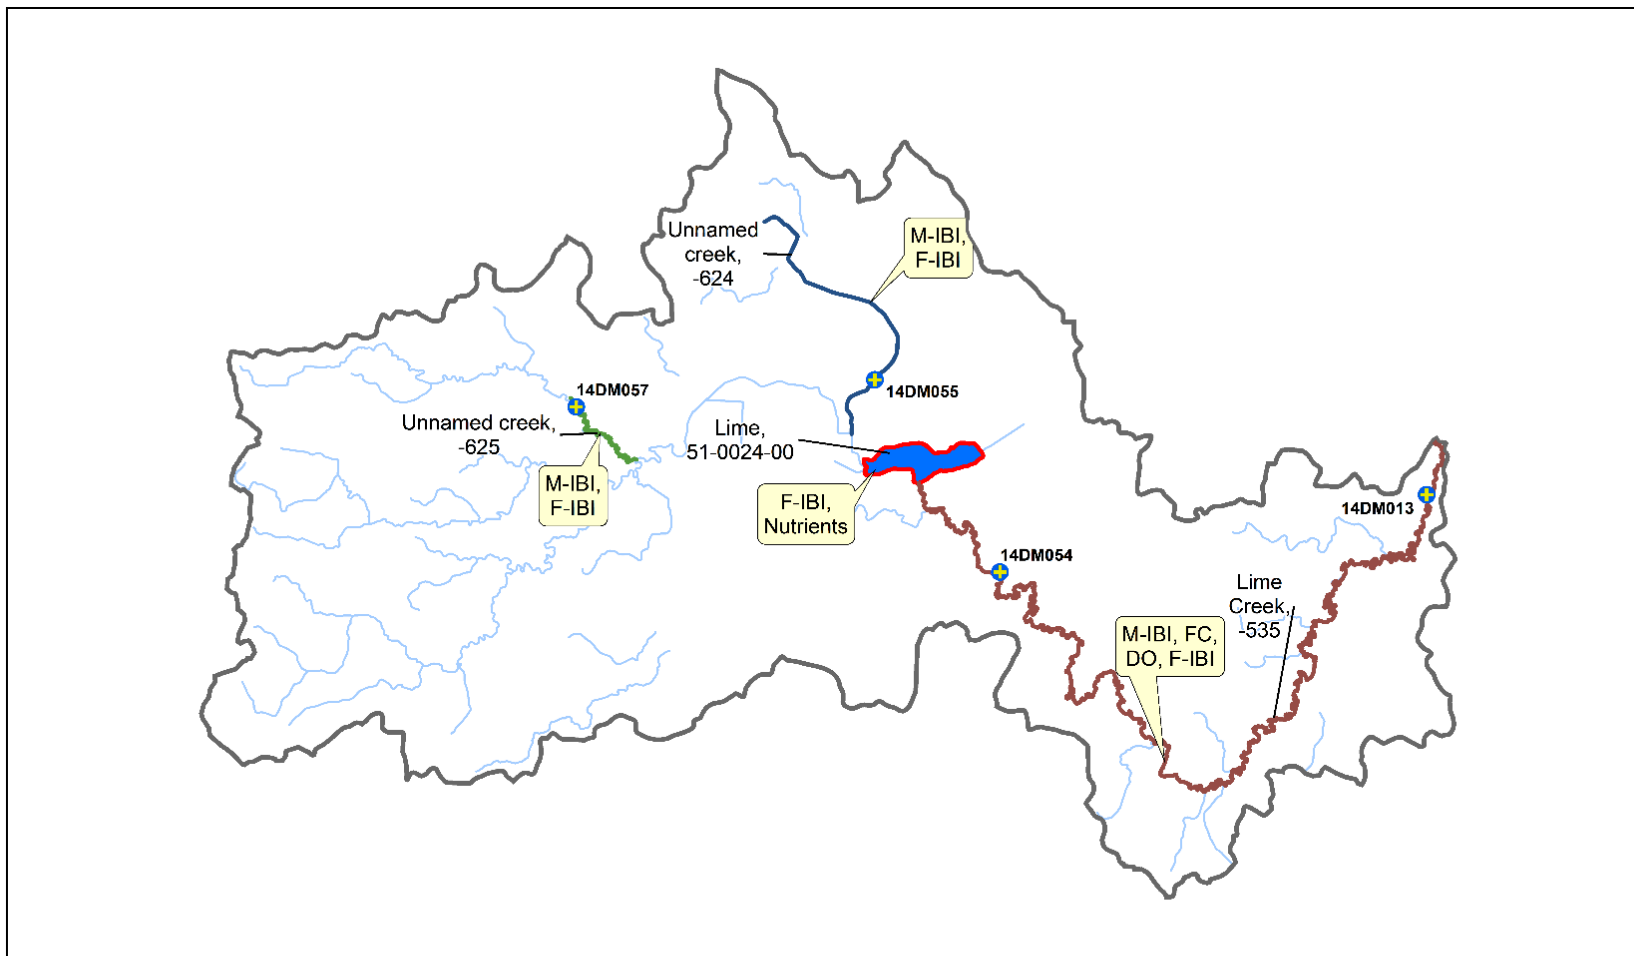 Unnamed
creek,
-624
M-IBI,
F-IBI
14DM057
14DM055
Unnamed creek,
-625
Lime,
51-0024-00
M-IBI,
F-IBI
F-IBI,
Nutrients
14DM013
14DM054
Lime
Creek,
-535
M-IBI, FC,
DO, F-IBI